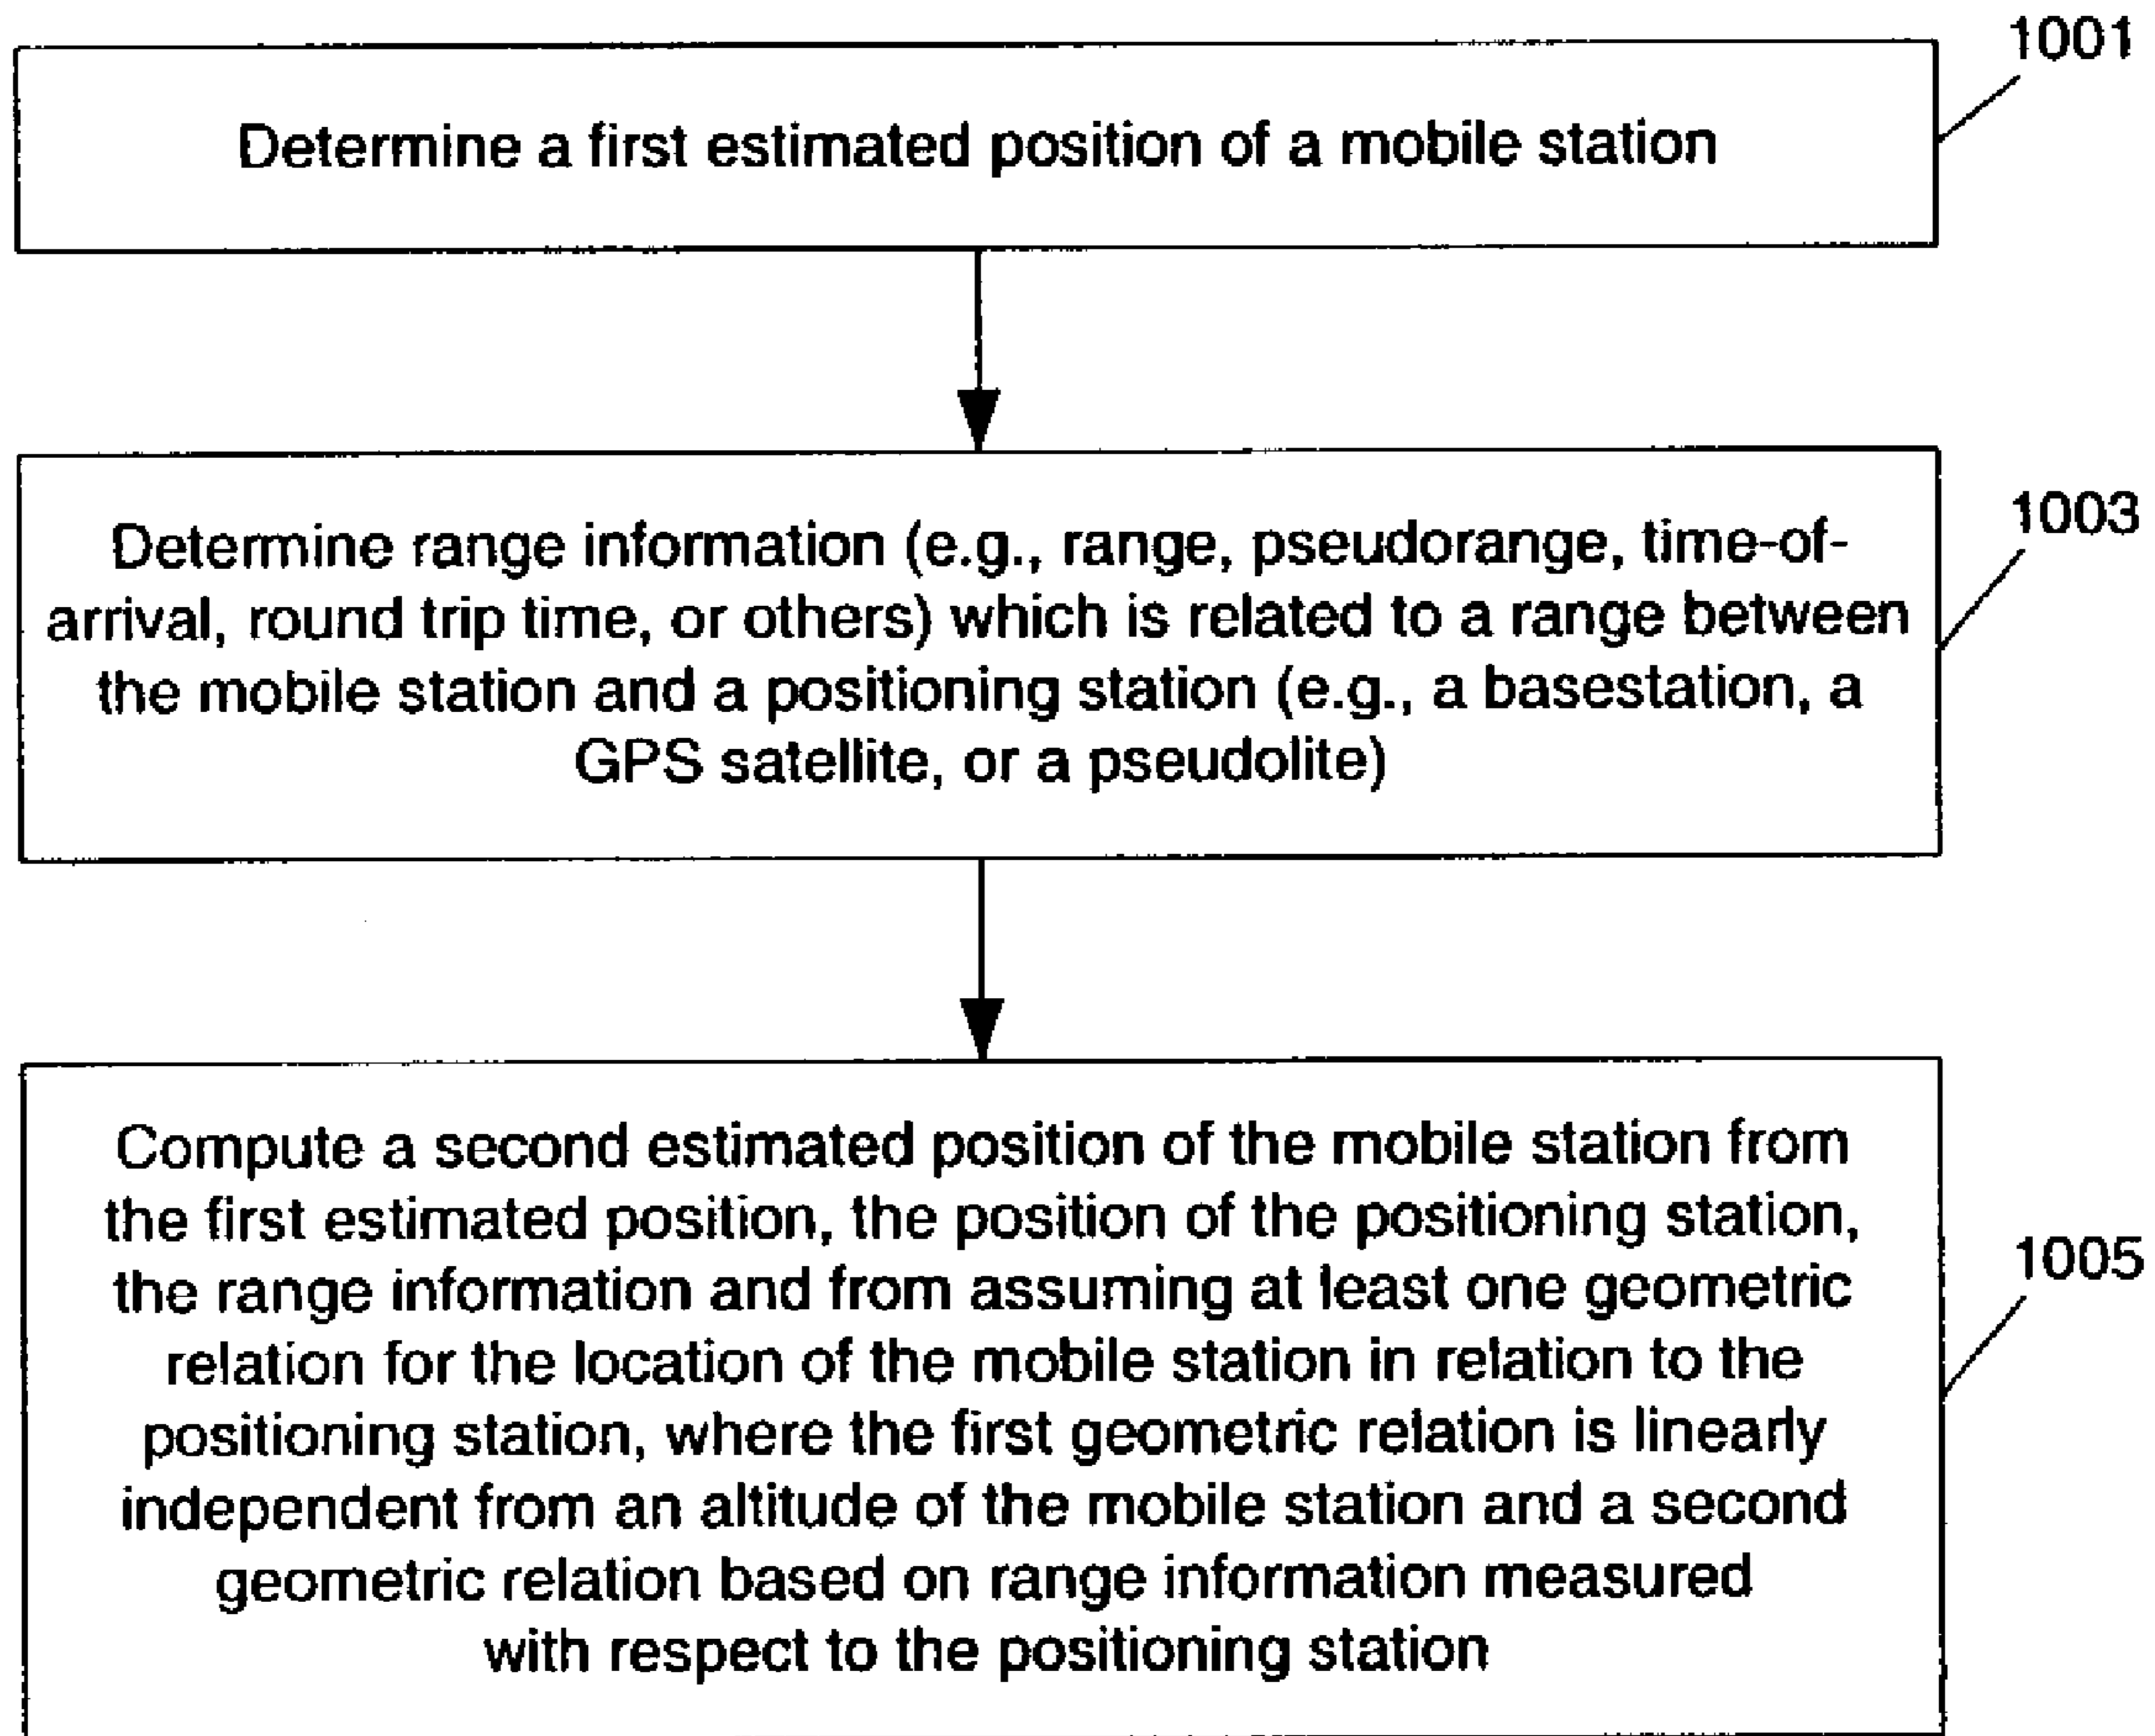 1001
Determine a first estimated position of a mobile station
1003
Determine range information (e.g., range, pseudorange, time-of-
arrival, round trip time, or others) which is related to a range between
the mobile station and a positioning station (e.g., a basestation, a
GPS satellite, or a pseudolite)
1005
Compute a second estimated position of the mobile station from
the first estimated position, the position of the positioning station,
the range information and from assuming at least one geometric
relation for the location of the mobile station in relation to the
positioning station, where the first geometric relation is linearly
independent from an altitude of the mobile station and a second
geometric relation based on range information measured
with respect to the positioning station